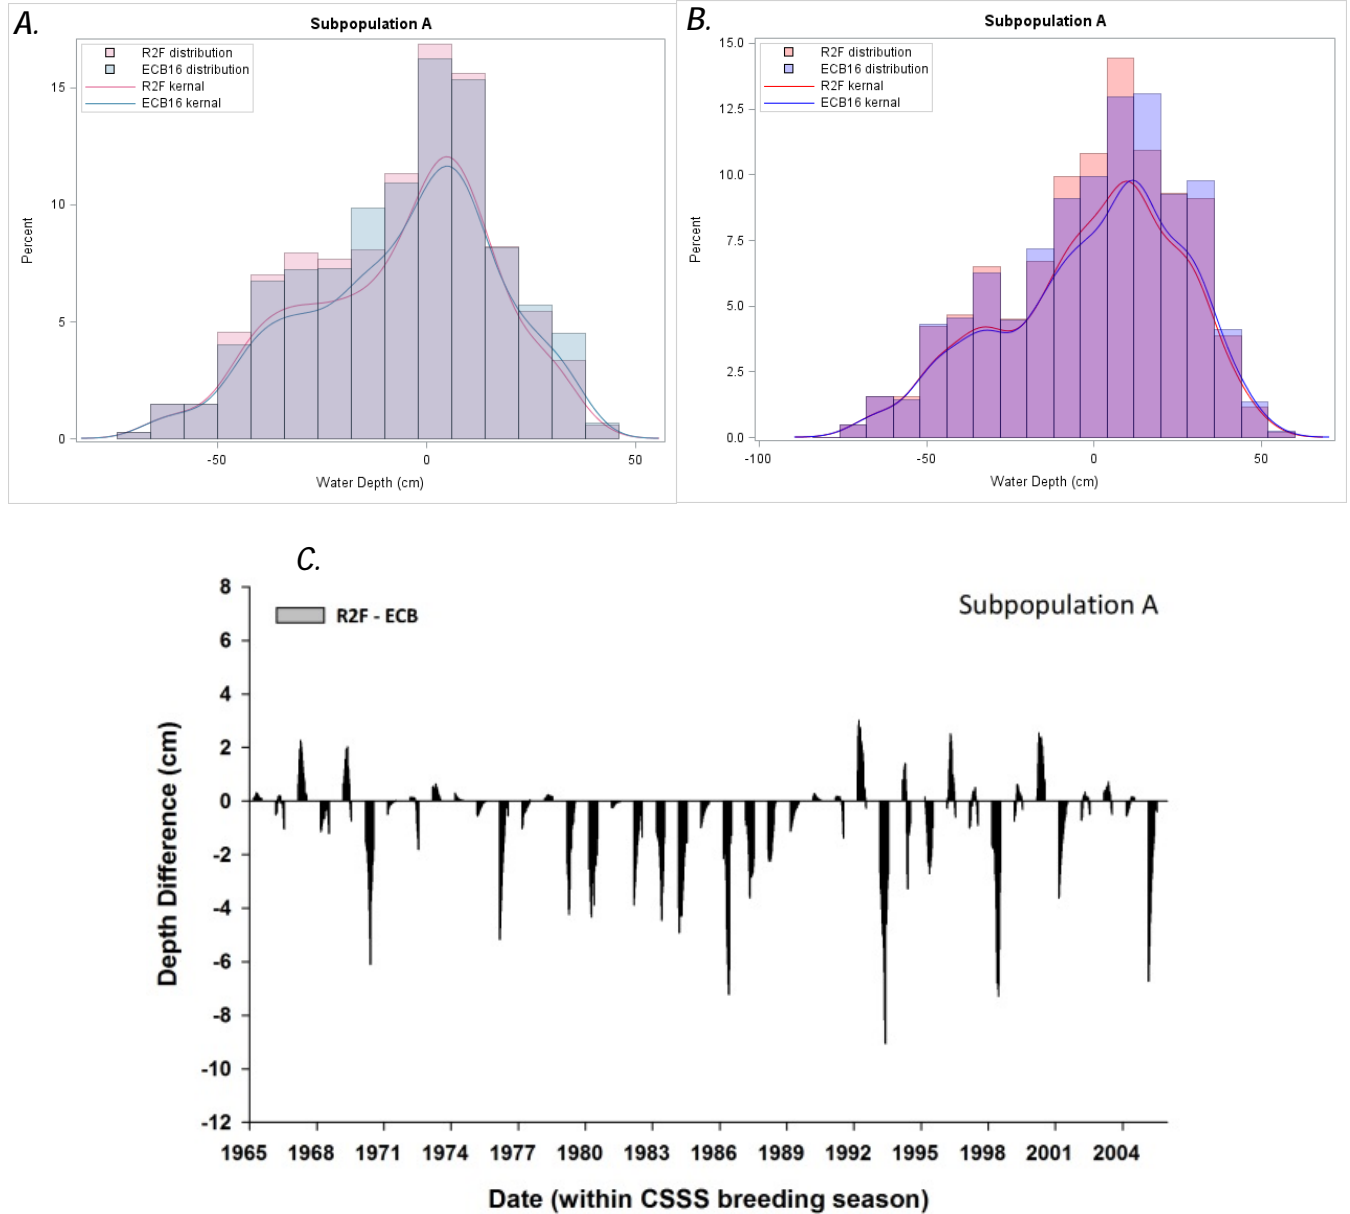 A.
Subpopulation A
R2F distribution
ECB16 distribution
R2F kernal
ECB16 kernal
15
10
5
0
Percent
-50
0
50
Water Depth (cm)
B.
Subpopulation A
R2F distribution
ECB16 distribution
R2F kernal
ECB16 kernal
15.0
12.5
10.0
7.5
5.0
2.5
0.0
Percent
-100
-50
0
50
Water Depth (cm)
C.
Subpopulation A
R2F - ECB
8
6
4
2
0
-2
-4
-6
-8
-10
-12
Depth Difference (cm)
1965 1968 1971 1974 1977 1980 1983 1986 1989 1992 1995 1998 2001 2004
Date (within CSSS breeding season)